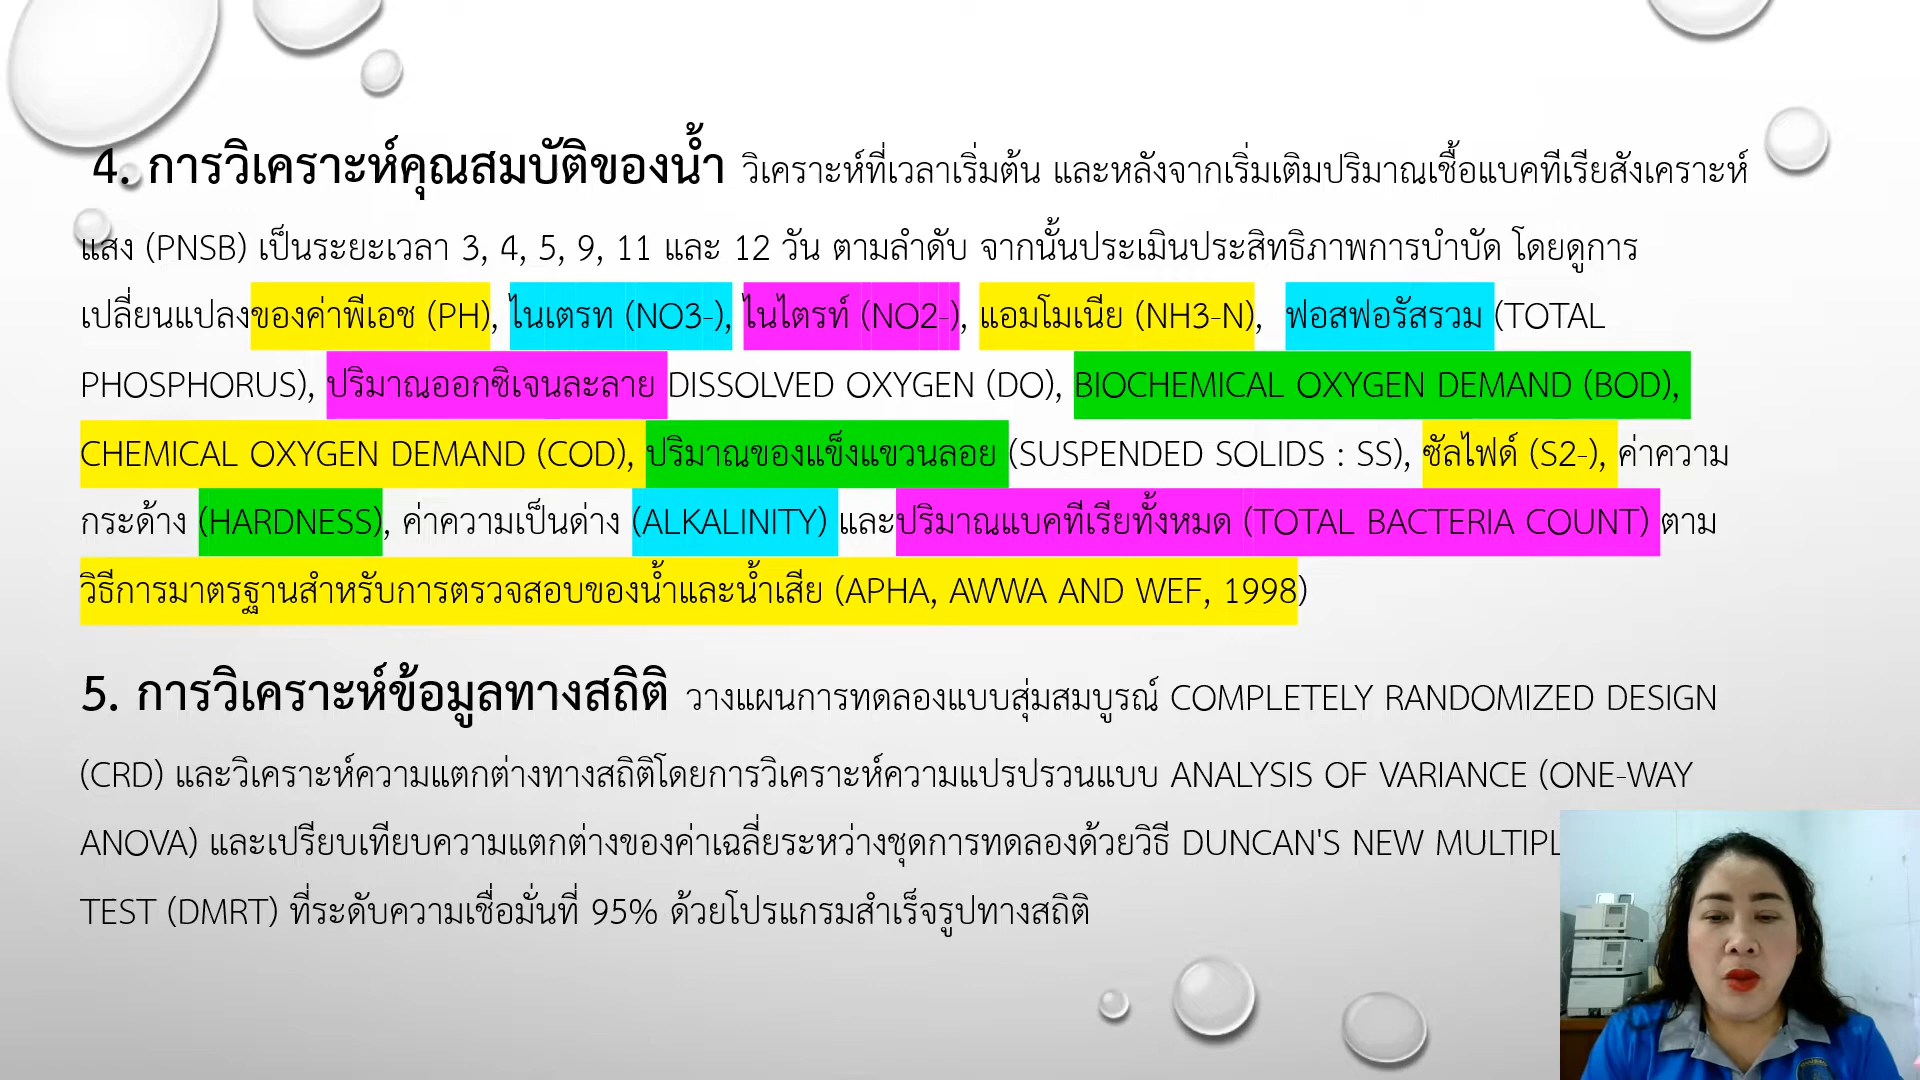 4. การวิเคราะห์คุณสมบัติของน้ำ วิเคราะห์ที่เวลาเริ่มต้น และหลังจากเริ่มเติมปริมาณเชื้อแบคทีเรียสังเคราะห์
แสง (PNSB) เป็นระยะเวลา 3, 4, 5, 9, 11 และ 12 วัน ตามลำดับ จากนั้นประเมินประสิทธิภาพการบำบัด โดยดูการ
เปลี่ยนแปลงของค่าพีเอช (PH), ไนเตรท (NO3-), ไนไตรท์ (NO2-), แอมโมเนีย (NH3-N), ฟอสฟอรัสรวม (TOTAL
PHOSPHORUS), ปริมาณออกซิเจนละลาย DISSOLVED OXYGEN (DO), BIOCHEMICAL OXYGEN DEMAND (BOD),
CHEMICAL OXYGEN DEMAND (COD), ปริมาณของแข็งแขวนลอย (SUSPENDED SOLIDS : SS), ซัลไฟด์ (S2-), ค่าความ
กระด้าง (HARDNESS), ค่าความเป็นด่าง (ALKALINITY) และปริมาณแบคทีเรียทั้งหมด (TOTAL BACTERIA COUNT) ตาม
วิธีการมาตรฐานสำหรับการตรวจสอบของน้ำและน้ำเสีย (APHA, AWWA AND WEF, 1998)
5. การวิเคราะห์ข้อมูลทางสถิติ วางแผนการทดลองแบบสุ่มสมบูรณ์ COMPLETELY RANDOMIZED DESIGN
(CRD) และวิเคราะห์ความแตกต่างทางสถิติโดยการวิเคราะห์ความแปรปรวนแบบ ANALYSIS OF VARIANCE (ONE-WAY
ANOVA) และเปรียบเทียบความแตกต่างของค่าเฉลี่ยระหว่างชุดการทดลองด้วยวิธี DUNCAN'S NEW MULTIPL
TEST (DMRT) ที่ระดับความเชื่อมั่นที่ 95% ด้วยโปรแกรมสำเร็จรูปทางสถิติ